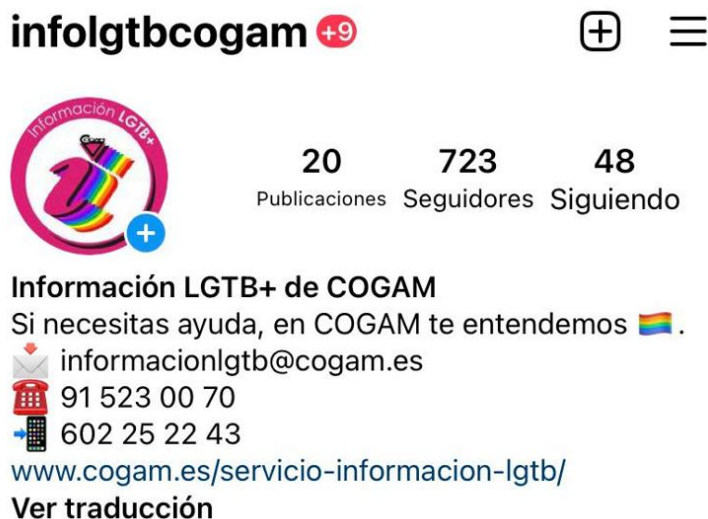 infolgtbcogam +9
Información LGTB+
20 723 48
Publicaciones Seguidores Siguiendo
Información LGTB+ de COGAM
Si necesitas ayuda, en COGAM te entendemos 🏳️‍🌈.
📩 informacionlgtb@cogam.es
☎️ 91 523 00 70
📲 602 25 22 43
www.cogam.es/servicio-informacion-lgtb/
Ver traducción